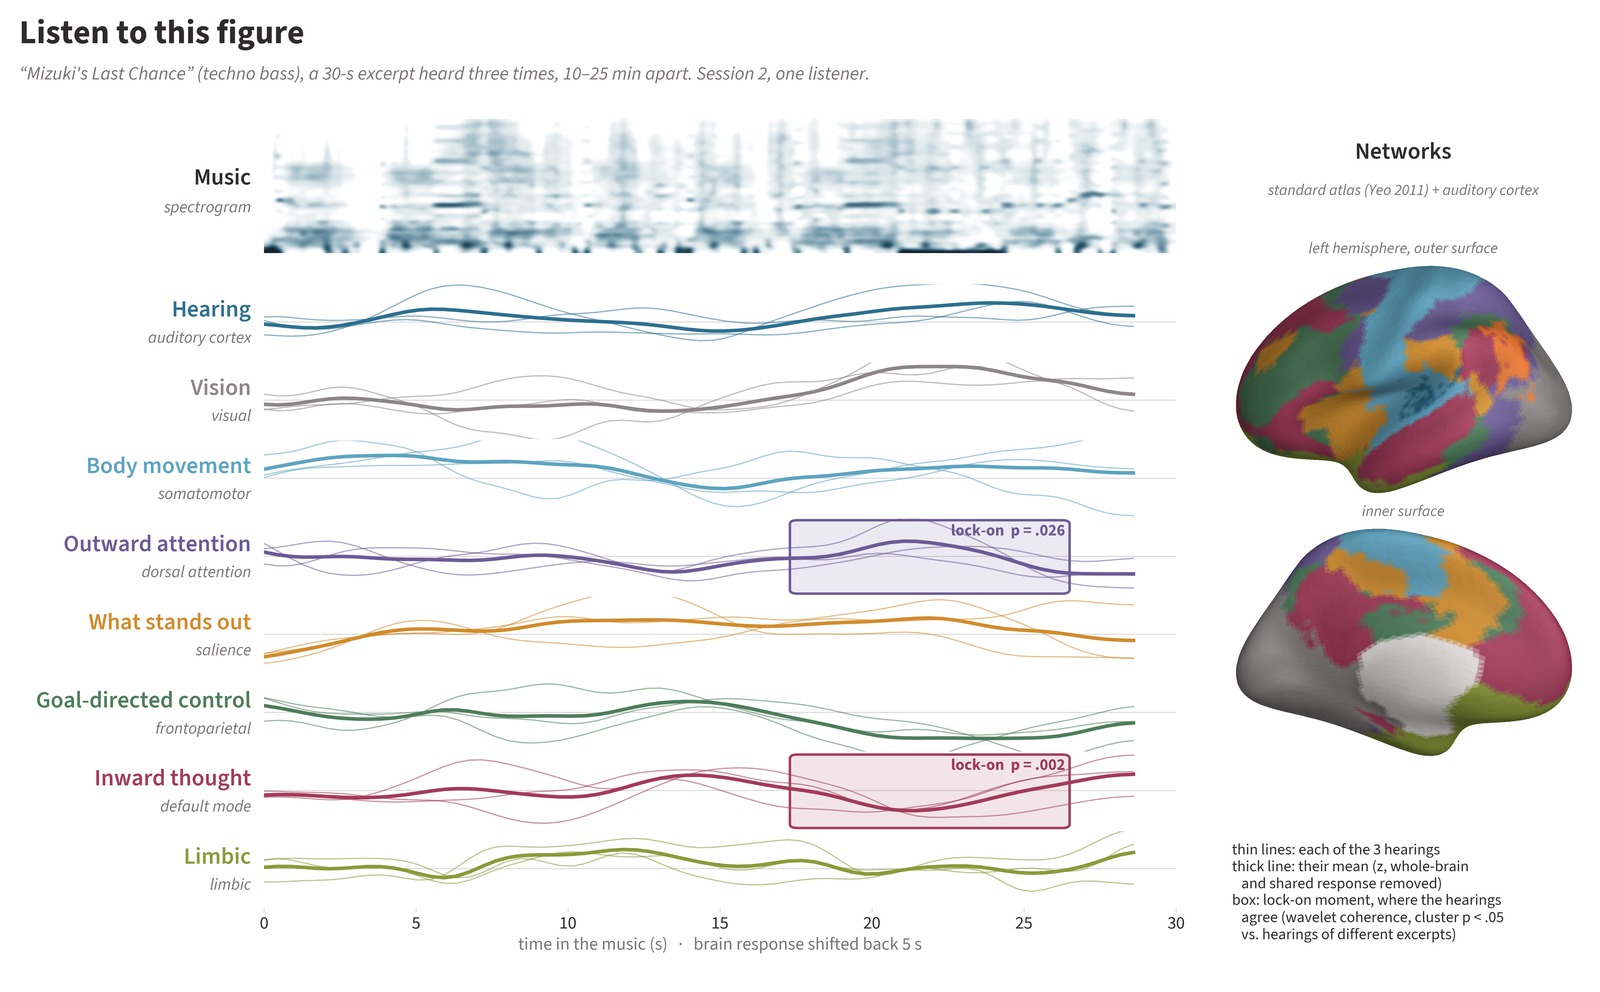 Listen to this figure
“Mizuki's Last Chance” (techno bass), a 30-s excerpt heard three times, 10–25 min apart. Session 2, one listener.
Music
spectrogram
Hearing
auditory cortex
Vision
visual
Body movement
somatomotor
Outward attention
dorsal attention
lock-on p = .026
What stands out
salience
Goal-directed control
frontoparietal
Inward thought
default mode
lock-on p = .002
Limbic
limbic
0 5 10 15 20 25 30
time in the music (s) · brain response shifted back 5 s
Networks
standard atlas (Yeo 2011) + auditory cortex
left hemisphere, outer surface
inner surface
thin lines: each of the 3 hearings
thick line: their mean (z, whole-brain
and shared response removed)
box: lock-on moment, where the hearings
agree (wavelet coherence, cluster p < .05
vs. hearings of different excerpts)